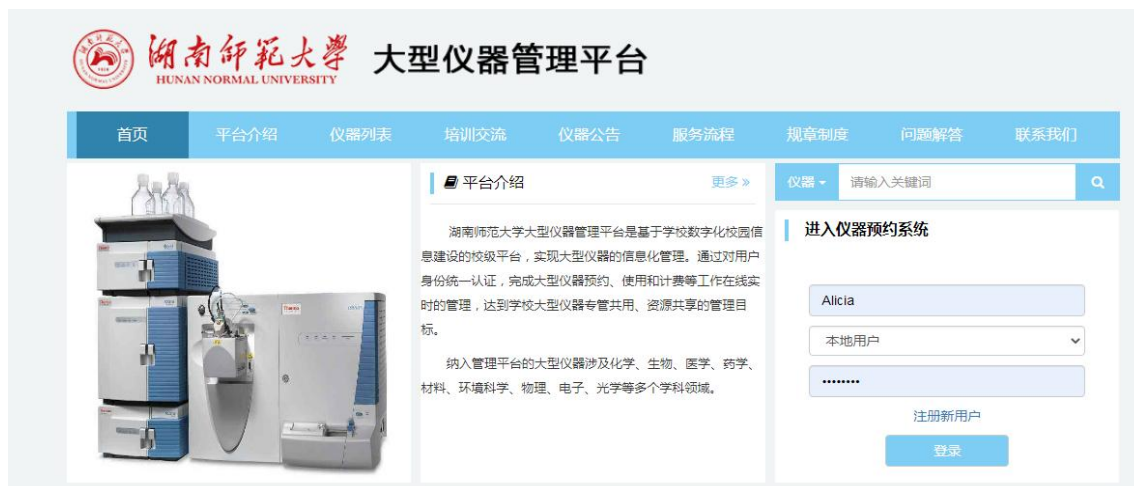 湖南师范大学 大型仪器管理平台
HUNAN NORMAL UNIVERSITY
首页 平台介绍 仪器列表 培训交流 仪器公告 服务流程 规章制度 问题解答 联系我们
平台介绍 更多 »
湖南师范大学大型仪器管理平台是基于学校数字化校园信
息建设的校级平台，实现大型仪器的信息化管理。通过对用户
身份统一认证，完成大型仪器预约、使用和计费等工作在线实
时的管理，达到学校大型仪器专管共用、资源共享的管理目
标。
纳入管理平台的大型仪器涉及化学、生物、医学、药学、
材料、环境科学、物理、电子、光学等多个学科领域。
仪器 请输入关键词
进入仪器预约系统
Alicia
本地用户
••••••••
注册新用户
登录